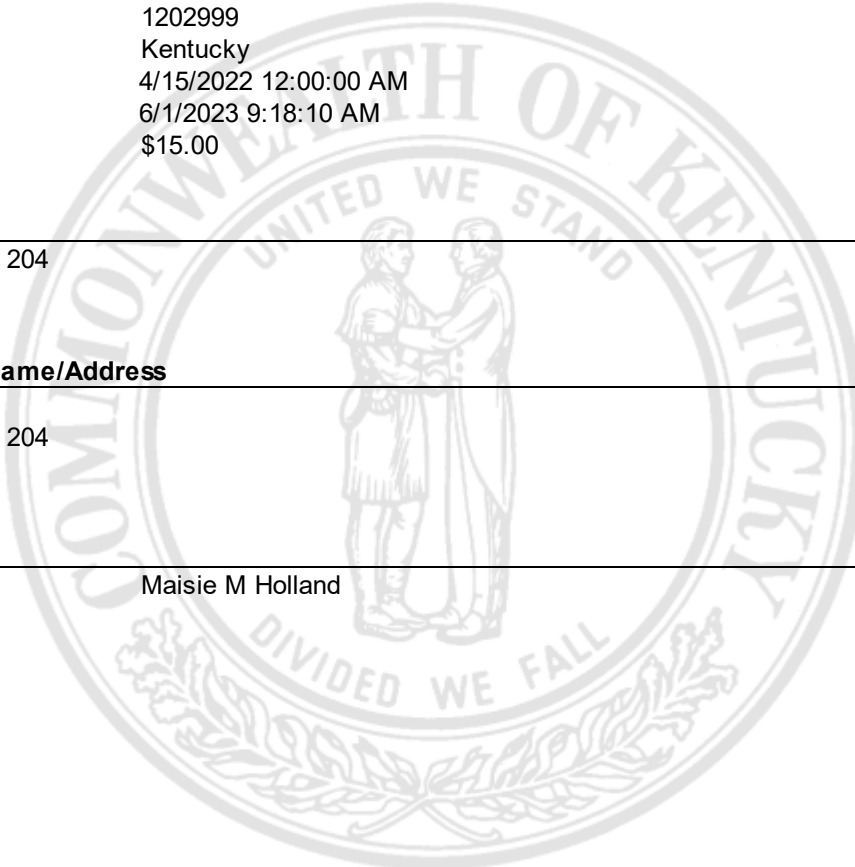 1202999
Kentucky
4/15/2022 12:00:00 AM
6/1/2023 9:18:10 AM
$15.00
204
ame/Address
204
Maisie M Holland
COMMONWEALTH OF KENTUCKY
UNITED WE STAND
DIVIDED WE FALL